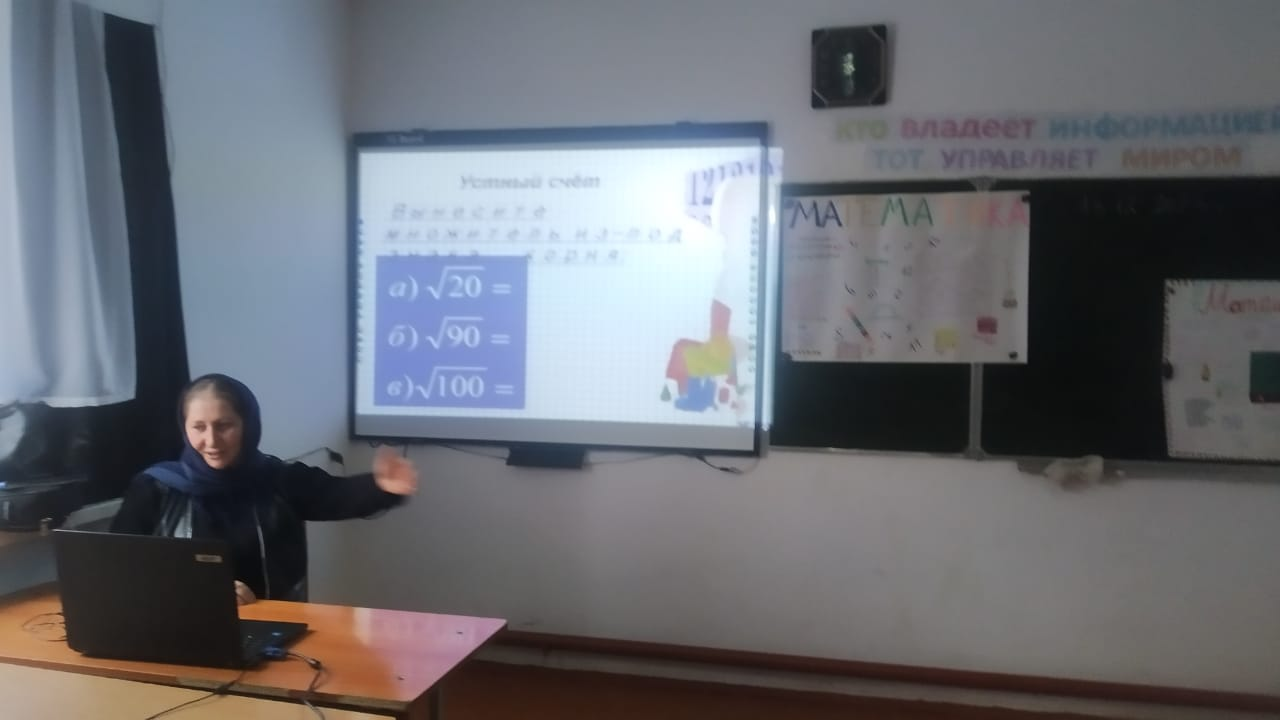 КТО ВЛАДЕЕТ ИНФОРМАЦИЕЙ
ТОТ УПРАВЛЯЕТ МИРОМ
Устный счёт
Вынесите
множитель из-под
знака корня.
а) √20 =
б) √90 =
в) √100 =
МАТЕМАТИКА